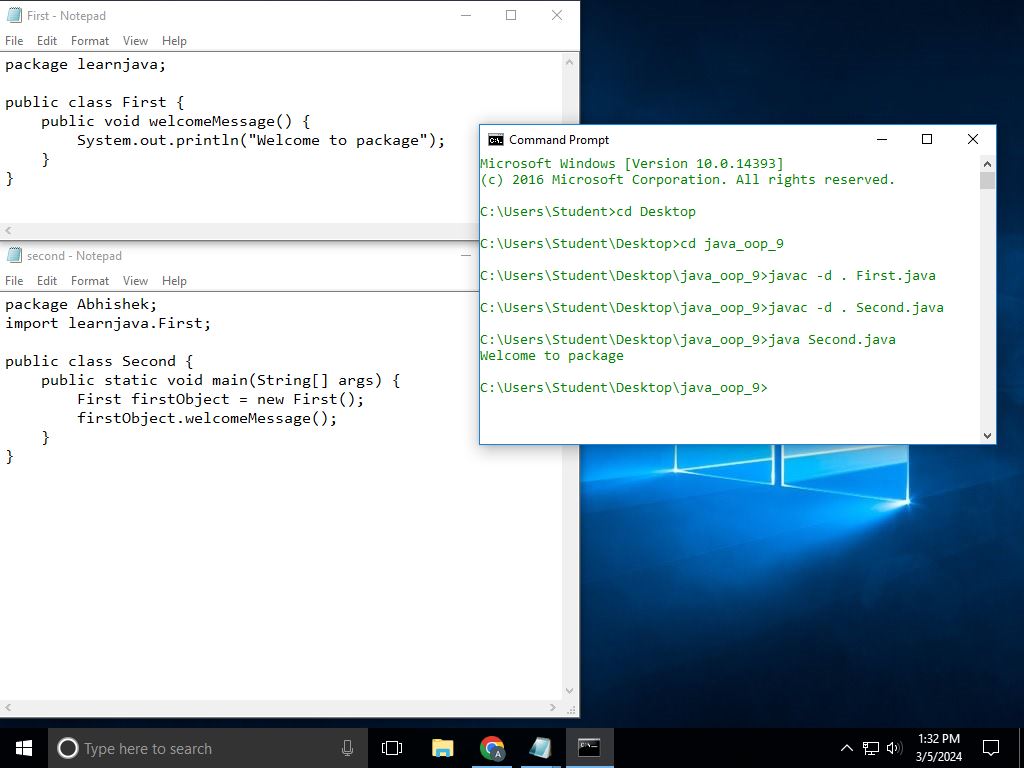 First - Notepad
File Edit Format View Help
package learnjava;
public class First {
    public void welcomeMessage() {
        System.out.println("Welcome to package");
    }
}
second - Notepad
File Edit Format View Help
package Abhishek;
import learnjava.First;
public class Second {
    public static void main(String[] args) {
        First firstObject = new First();
        firstObject.welcomeMessage();
    }
}
Command Prompt
Microsoft Windows [Version 10.0.14393]
(c) 2016 Microsoft Corporation. All rights reserved.
C:\Users\Student>cd Desktop
C:\Users\Student\Desktop>cd java_oop_9
C:\Users\Student\Desktop\java_oop_9>javac -d . First.java
C:\Users\Student\Desktop\java_oop_9>javac -d . Second.java
C:\Users\Student\Desktop\java_oop_9>java Second.java
Welcome to package
C:\Users\Student\Desktop\java_oop_9>
Type here to search
1:32 PM
3/5/2024